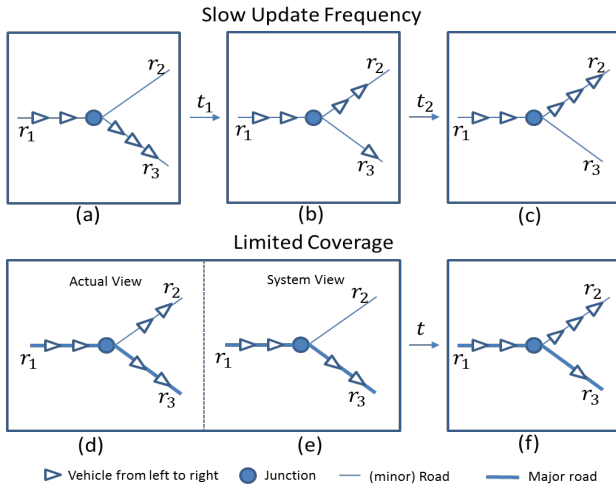 Slow Update Frequency
r₂ r₂ r₂
t₁ t₂
r₁ r₁ r₁
r₃ r₃ r₃
(a) (b) (c)
Limited Coverage
Actual View System View
r₂ r₂ r₂
t
r₁ r₁ r₁
r₃ r₃ r₃
(d) (e) (f)
Vehicle from left to right Junction (minor) Road Major road